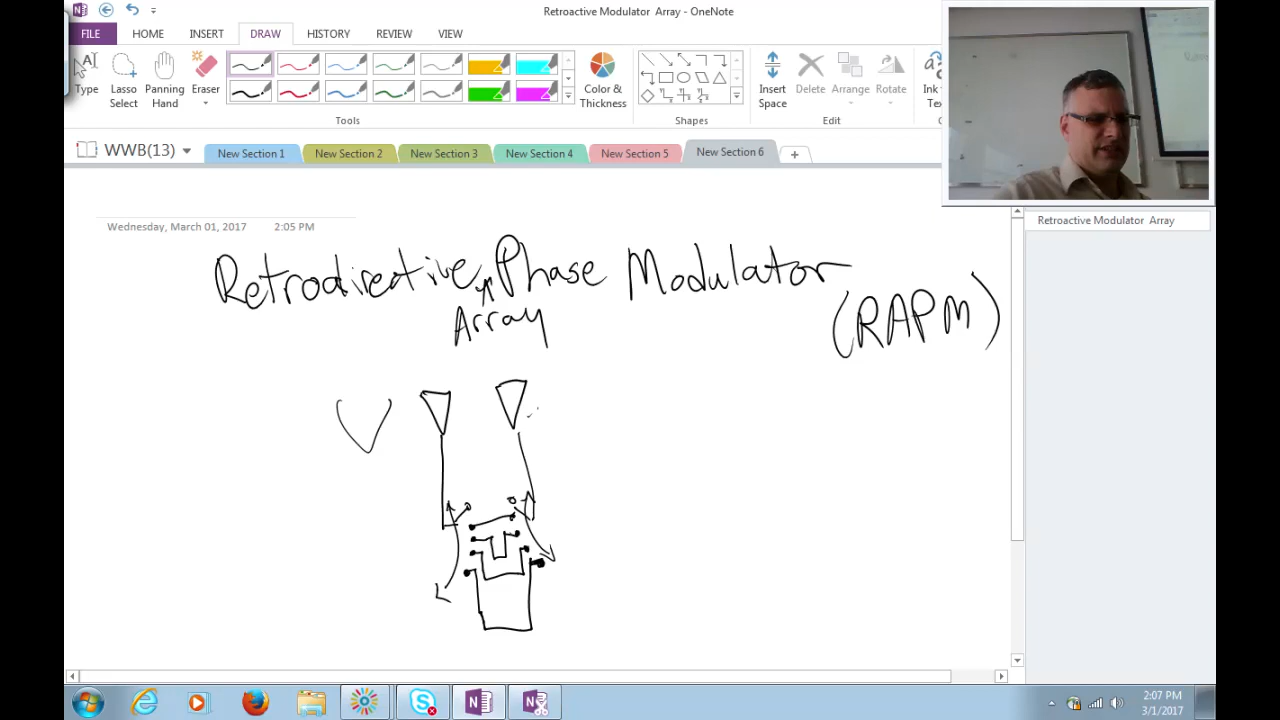 Retroactive Modulator Array - OneNote
FILE HOME INSERT DRAW HISTORY REVIEW VIEW
Type
Lasso Select
Panning Hand
Eraser
Color & Thickness
Insert Space
Delete
Arrange
Rotate
Ink to Tex
Tools
Shapes
Edit
WWB(13)
New Section 1
New Section 2
New Section 3
New Section 4
New Section 5
New Section 6
Retroactive Modulator Array
Wednesday, March 01, 2017 2:05 PM
Retrodirective Phase Modulator
Array
(RAPM)
2:07 PM
3/1/2017